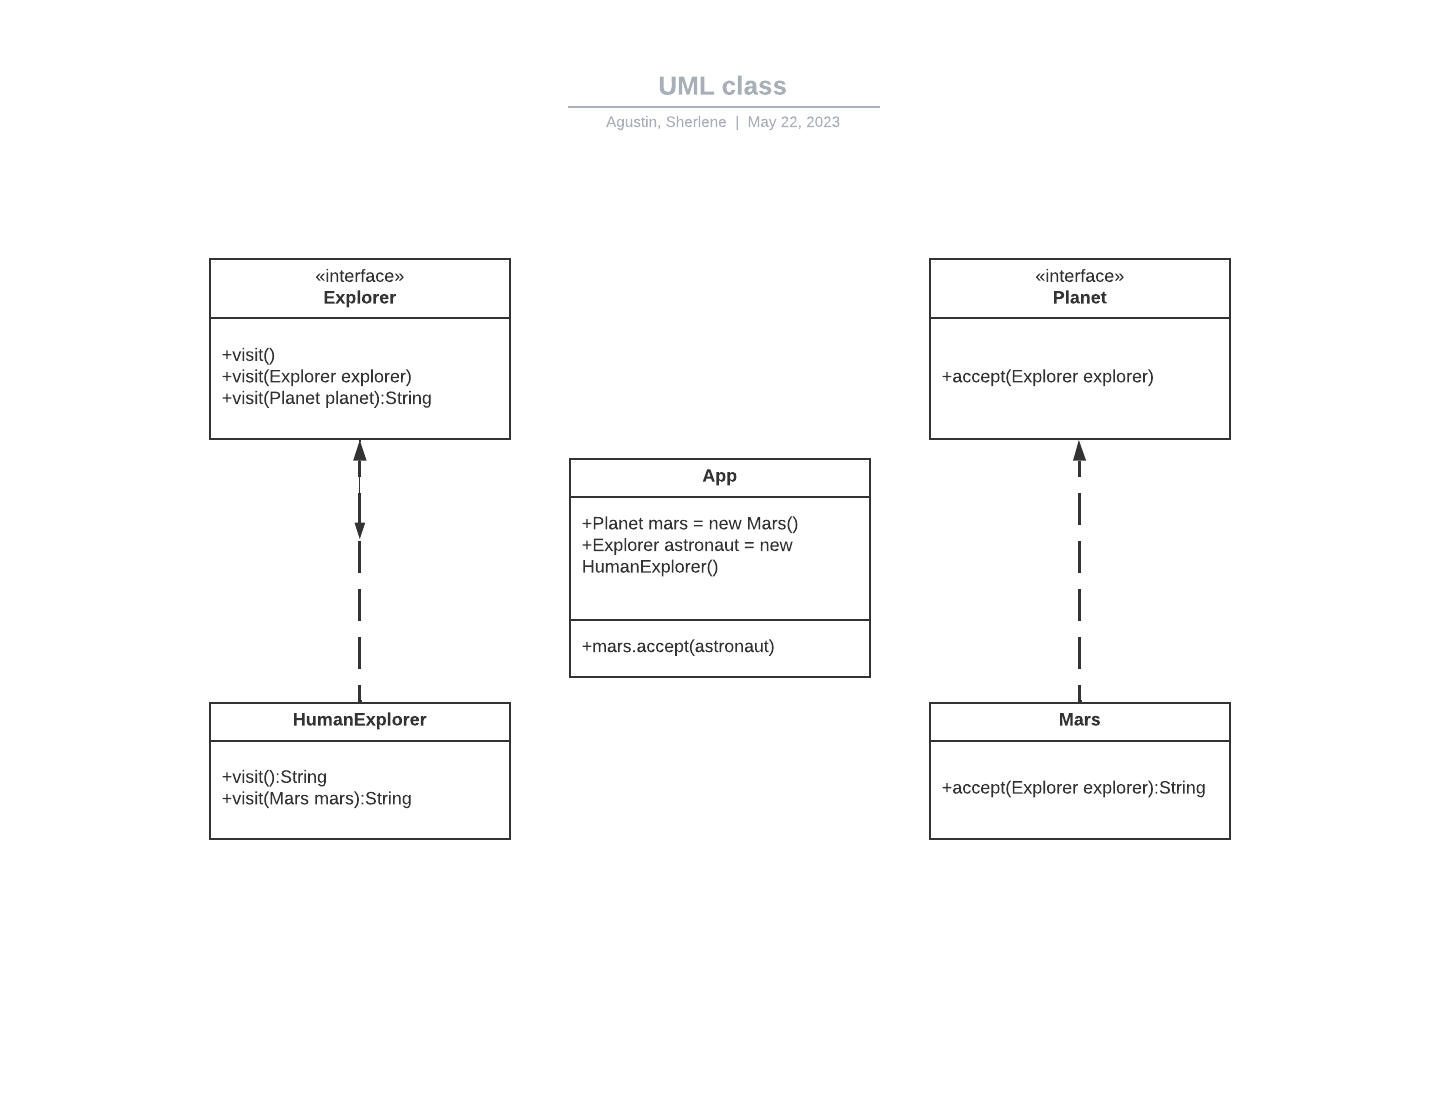 UML class
Agustin, Sherlene | May 22, 2023
«interface»
Explorer
+visit()
+visit(Explorer explorer)
+visit(Planet planet):String
«interface»
Planet
+accept(Explorer explorer)
App
+Planet mars = new Mars()
+Explorer astronaut = new
HumanExplorer()
+mars.accept(astronaut)
HumanExplorer
+visit():String
+visit(Mars mars):String
Mars
+accept(Explorer explorer):String